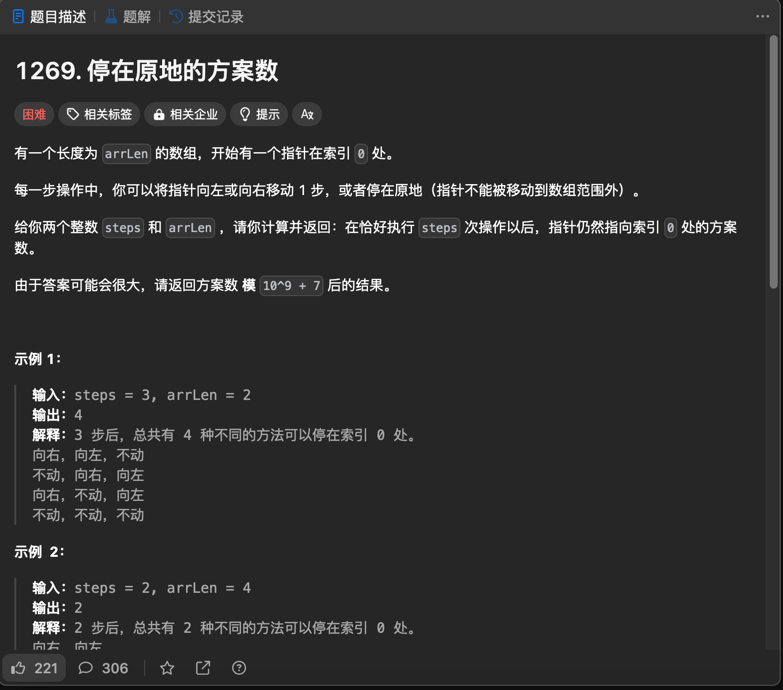 题目描述 | 题解 | 提交记录 ...
1269. 停在原地的方案数
困难 相关标签 相关企业 提示
有一个长度为 arrLen 的数组，开始有一个指针在索引 0 处。
每一步操作中，你可以将指针向左或向右移动 1 步，或者停在原地（指针不能被移动到数组范围外）。
给你两个整数 steps 和 arrLen ，请你计算并返回：在恰好执行 steps 次操作以后，指针仍然指向索引 0 处的方案
数。
由于答案可能会很大，请返回方案数 模 10^9 + 7 后的结果。
示例 1：
输入：steps = 3, arrLen = 2
输出：4
解释：3 步后，总共有 4 种不同的方法可以停在索引 0 处。
向右，向左，不动
不动，向右，向左
向右，不动，向左
不动，不动，不动
示例 2：
输入：steps = 2, arrLen = 4
输出：2
解释：2 步后，总共有 2 种不同的方法可以停在索引 0 处。
向右，向左
221 306